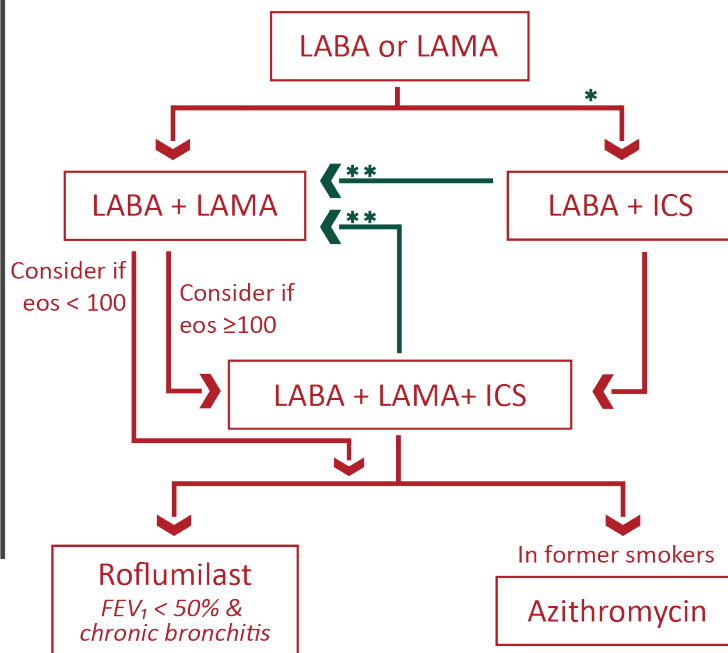 LABA or LAMA
*
**
LABA + LAMA
LABA + ICS
**
Consider if
eos < 100
Consider if
eos ≥100
LABA + LAMA+ ICS
Roflumilast
FEV₁ < 50% &
chronic bronchitis
In former smokers
Azithromycin